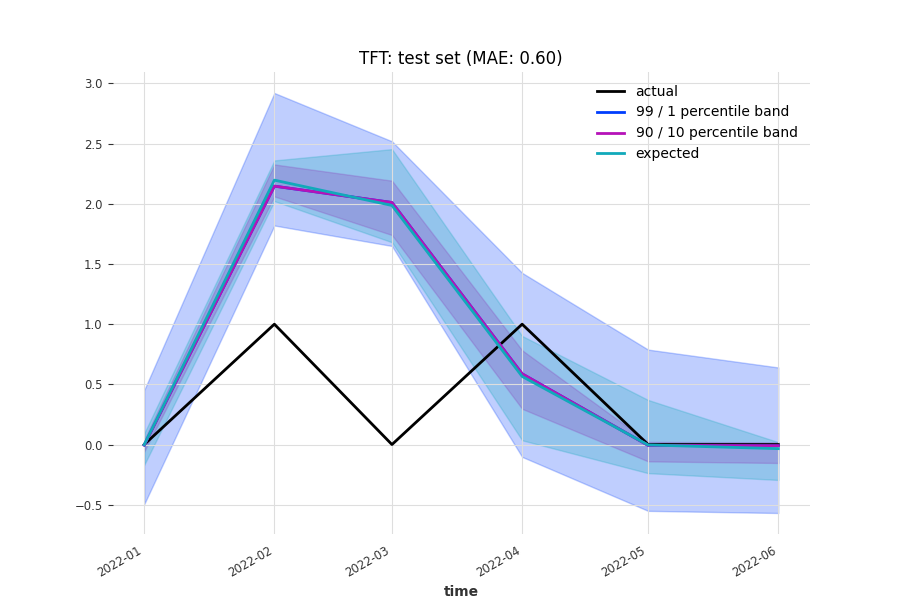 TFT: test set (MAE: 0.60)
actual
99 / 1 percentile band
90 / 10 percentile band
expected
3.0
2.5
2.0
1.5
1.0
0.5
0.0
−0.5
2022-01
2022-02
2022-03
2022-04
2022-05
2022-06
time